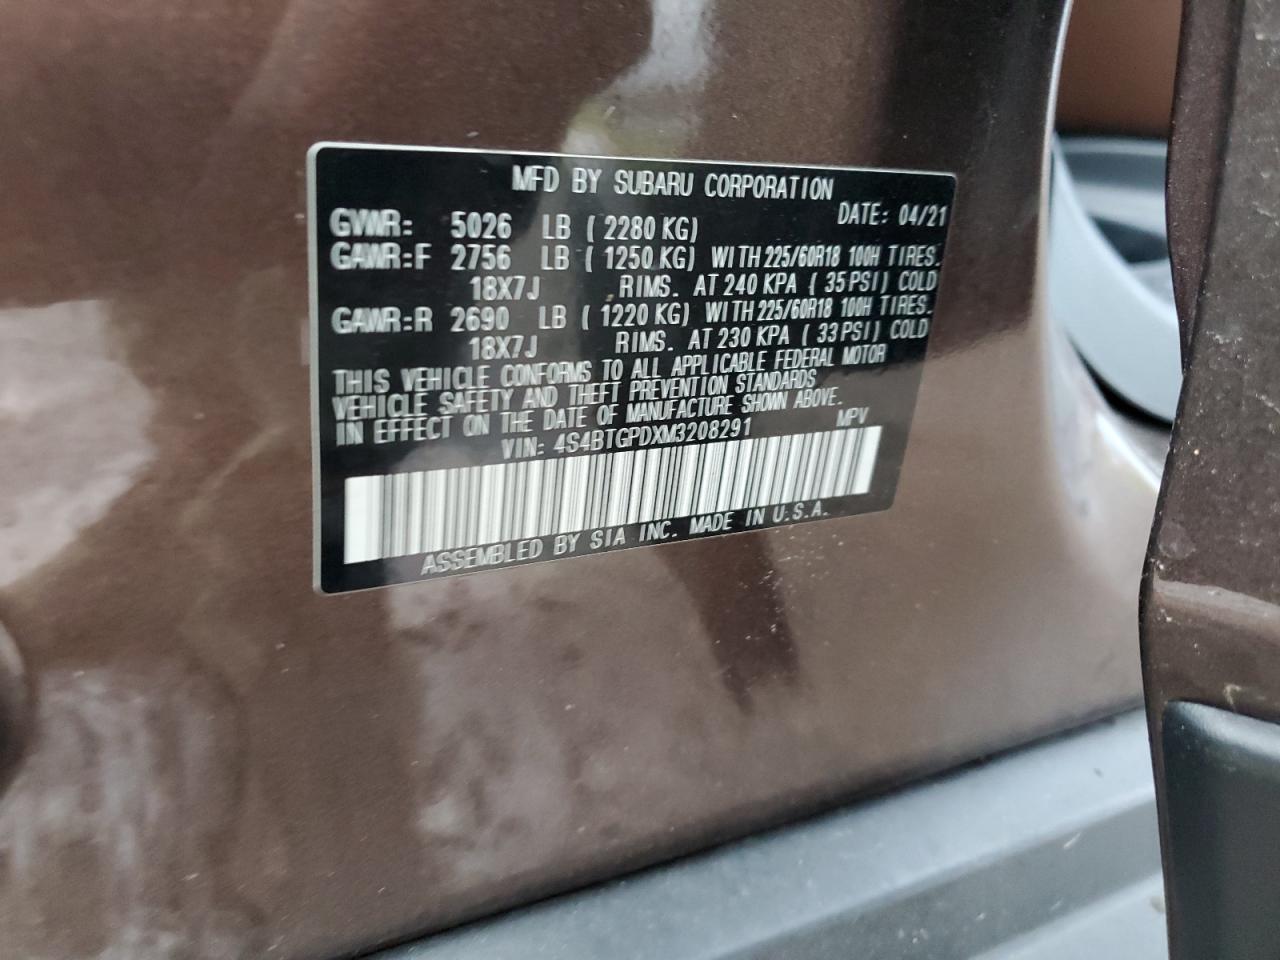 MFD BY SUBARU CORPORATION
DATE: 04/21
GVWR: 5026 LB ( 2280 KG)
GAWR:F 2756 LB ( 1250 KG) WITH 225/60R18 100H TIRES.
18X7J RIMS. AT 240 KPA ( 35 PSI) COLD
GAWR:R 2690 LB ( 1220 KG) WITH 225/60R18 100H TIRES.
18X7J RIMS. AT 230 KPA ( 33 PSI) COLD
THIS VEHICLE CONFORMS TO ALL APPLICABLE FEDERAL MOTOR
VEHICLE SAFETY AND THEFT PREVENTION STANDARDS
IN EFFECT ON THE DATE OF MANUFACTURE SHOWN ABOVE.
VIN: 4S4BTGPDXM3208291 MPV
ASSEMBLED BY SIA INC. MADE IN U.S.A.